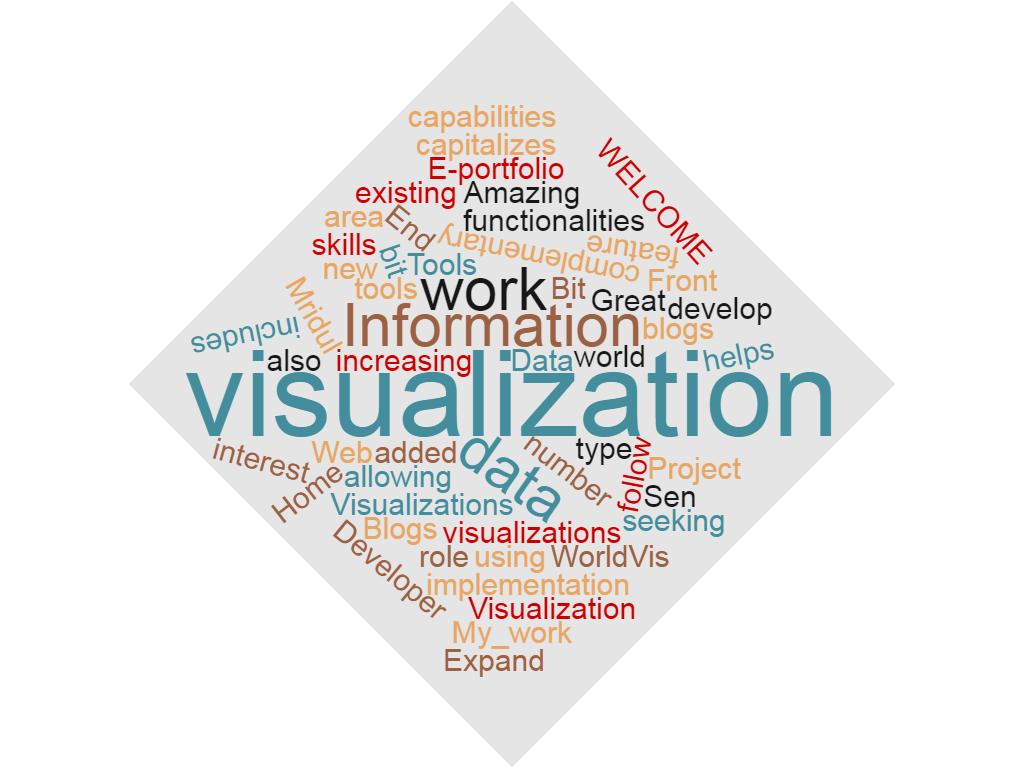 capabilities
capitalizes
WELCOME
E-portfolio
existing Amazing
area End functionalities
skills bit complementary feature
new Tools
Mridul tools work Bit Front
Great develop
includes Information blogs
also increasing Data world helps
visualization
interest Web added data number type follow
Home allowing Project
Visualizations Sen
Blogs visualizations seeking
Developer role using WorldVis
implementation
Visualization
My_work
Expand